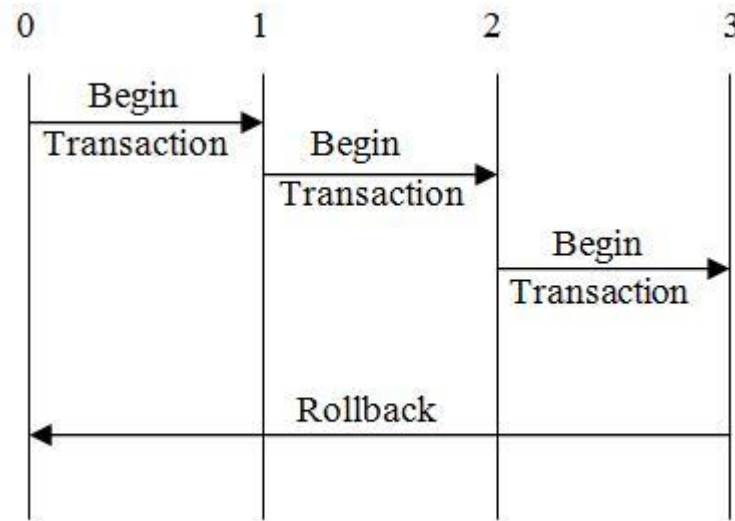 0 1 2 3
Begin
Transaction
Begin
Transaction
Begin
Transaction
Rollback